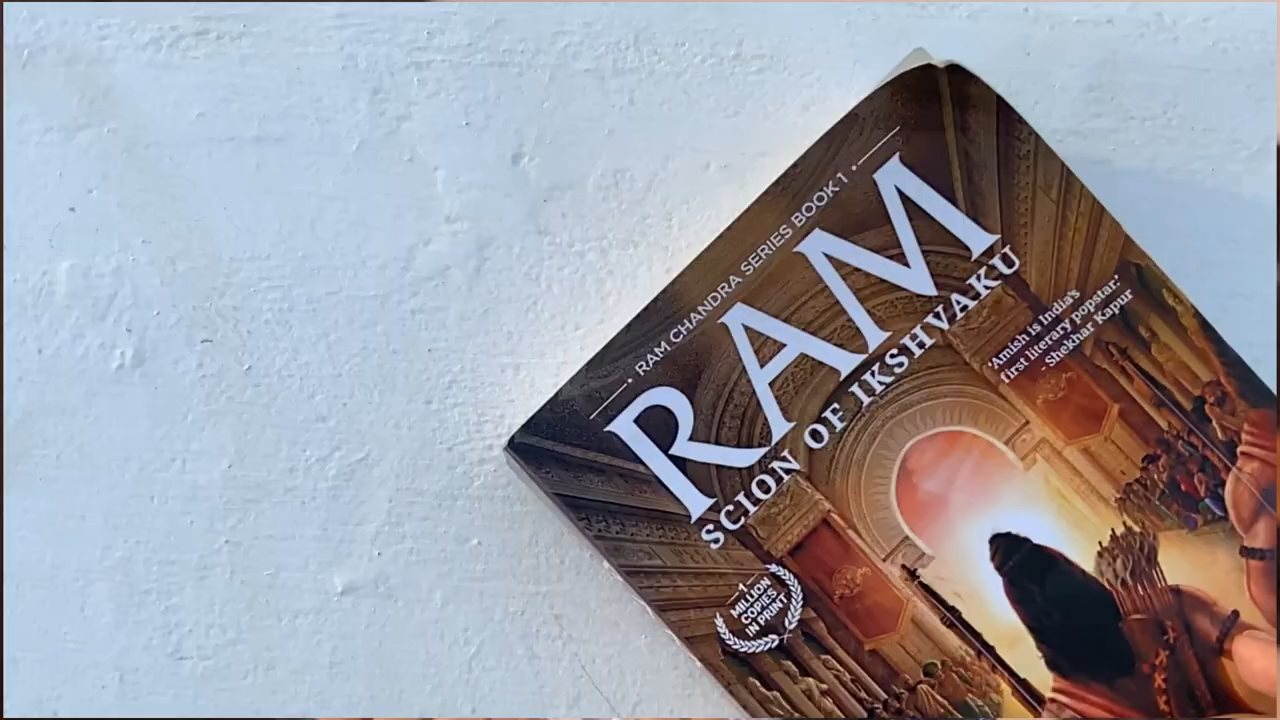 RAM CHANDRA SERIES BOOK 1
RAM
SCION OF IKSHVAKU
'Amish is India's
first literary popstar.'
- Shekhar Kapur
1
MILLION
COPIES
IN PRINT